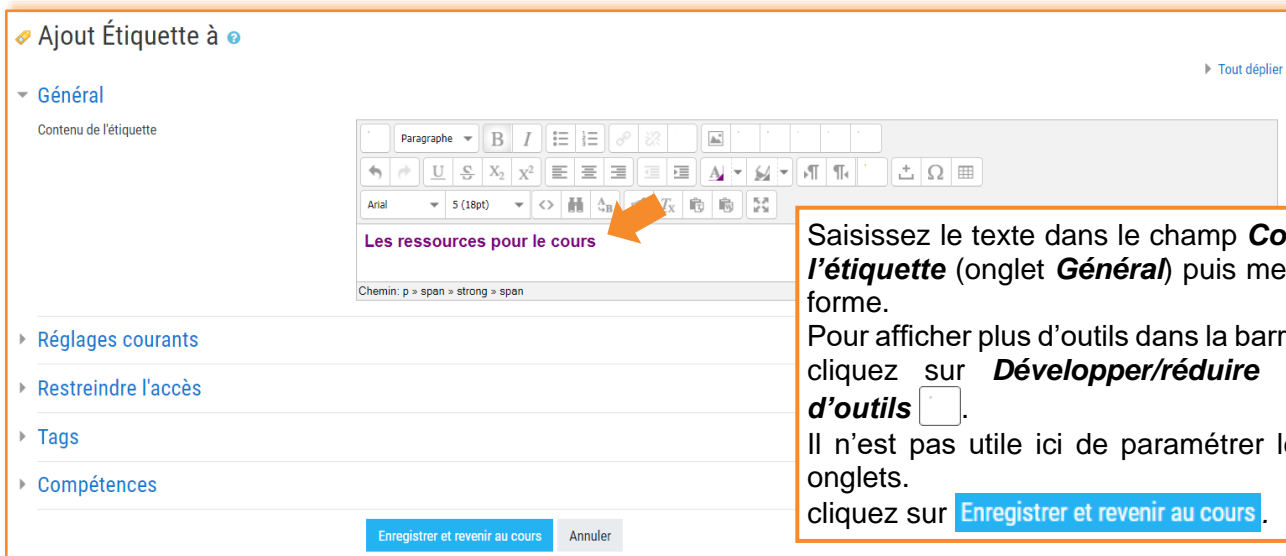 Ajout Étiquette à
Tout déplier
Général
Contenu de l'étiquette
Paragraphe
B I
U S X₂ X² A ¶ ¶ Ω
Arial 5 (18pt)
Les ressources pour le cours
Chemin: p » span » strong » span
Réglages courants
Restreindre l'accès
Tags
Compétences
Enregistrer et revenir au cours Annuler
Saisissez le texte dans le champ
l’étiquette (onglet Général) puis
forme.
Pour afficher plus d’outils dans la
cliquez sur Développer/réduire
d’outils .
Il n’est pas utile ici de paramétrer
onglets.
cliquez sur Enregistrer et revenir au cours.